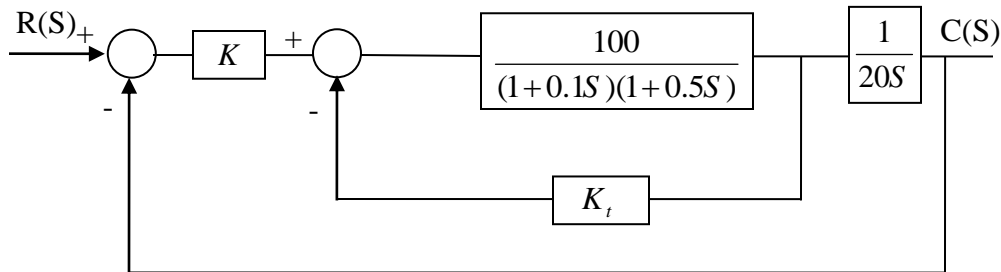 R(S) + K + 100 / (1+0.1S)(1+0.5S) 1 / 20S C(S)
- -
K_t